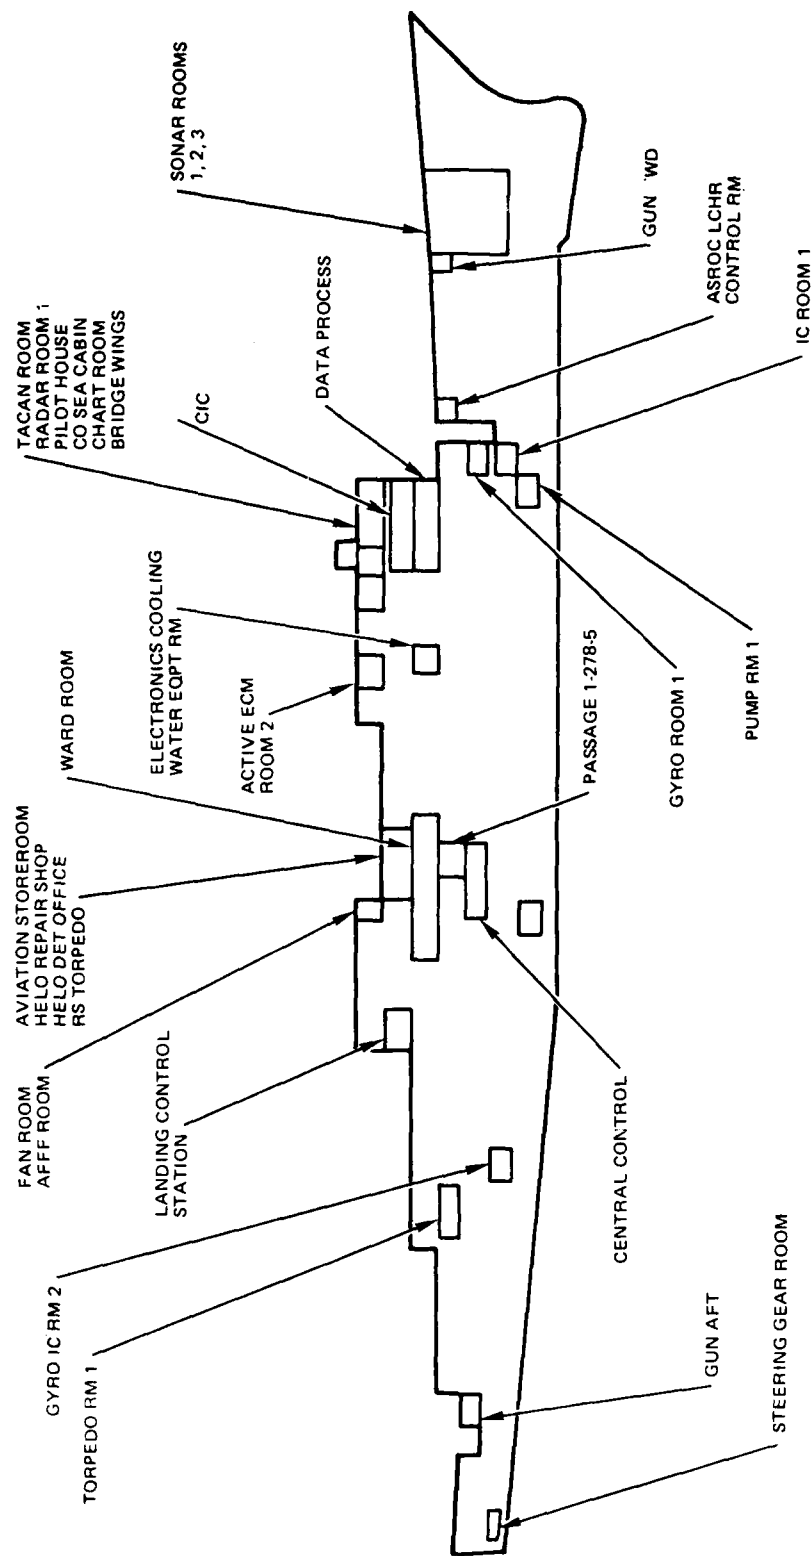 GYRO IC RM 2
TORPEDO RM 1
FAN ROOM
AFFF ROOM
LANDING CONTROL
STATION
AVIATION STOREROOM
HELO REPAIR SHOP
HELO DET OFFICE
RS TORPEDO
WARD ROOM
ELECTRONICS COOLING
WATER EQPT RM
ACTIVE ECM
ROOM 2
TACAN ROOM
RADAR ROOM 1
PILOT HOUSE
CO SEA CABIN
CHART ROOM
BRIDGE WINGS
CIC
DATA PROCESS
SONAR ROOMS
1, 2, 3
STEERING GEAR ROOM
GUN AFT
CENTRAL CONTROL
PASSAGE 1-278-5
GYRO ROOM 1
PUMP RM 1
IC ROOM 1
ASROC LCHR
CONTROL RM
GUN WD